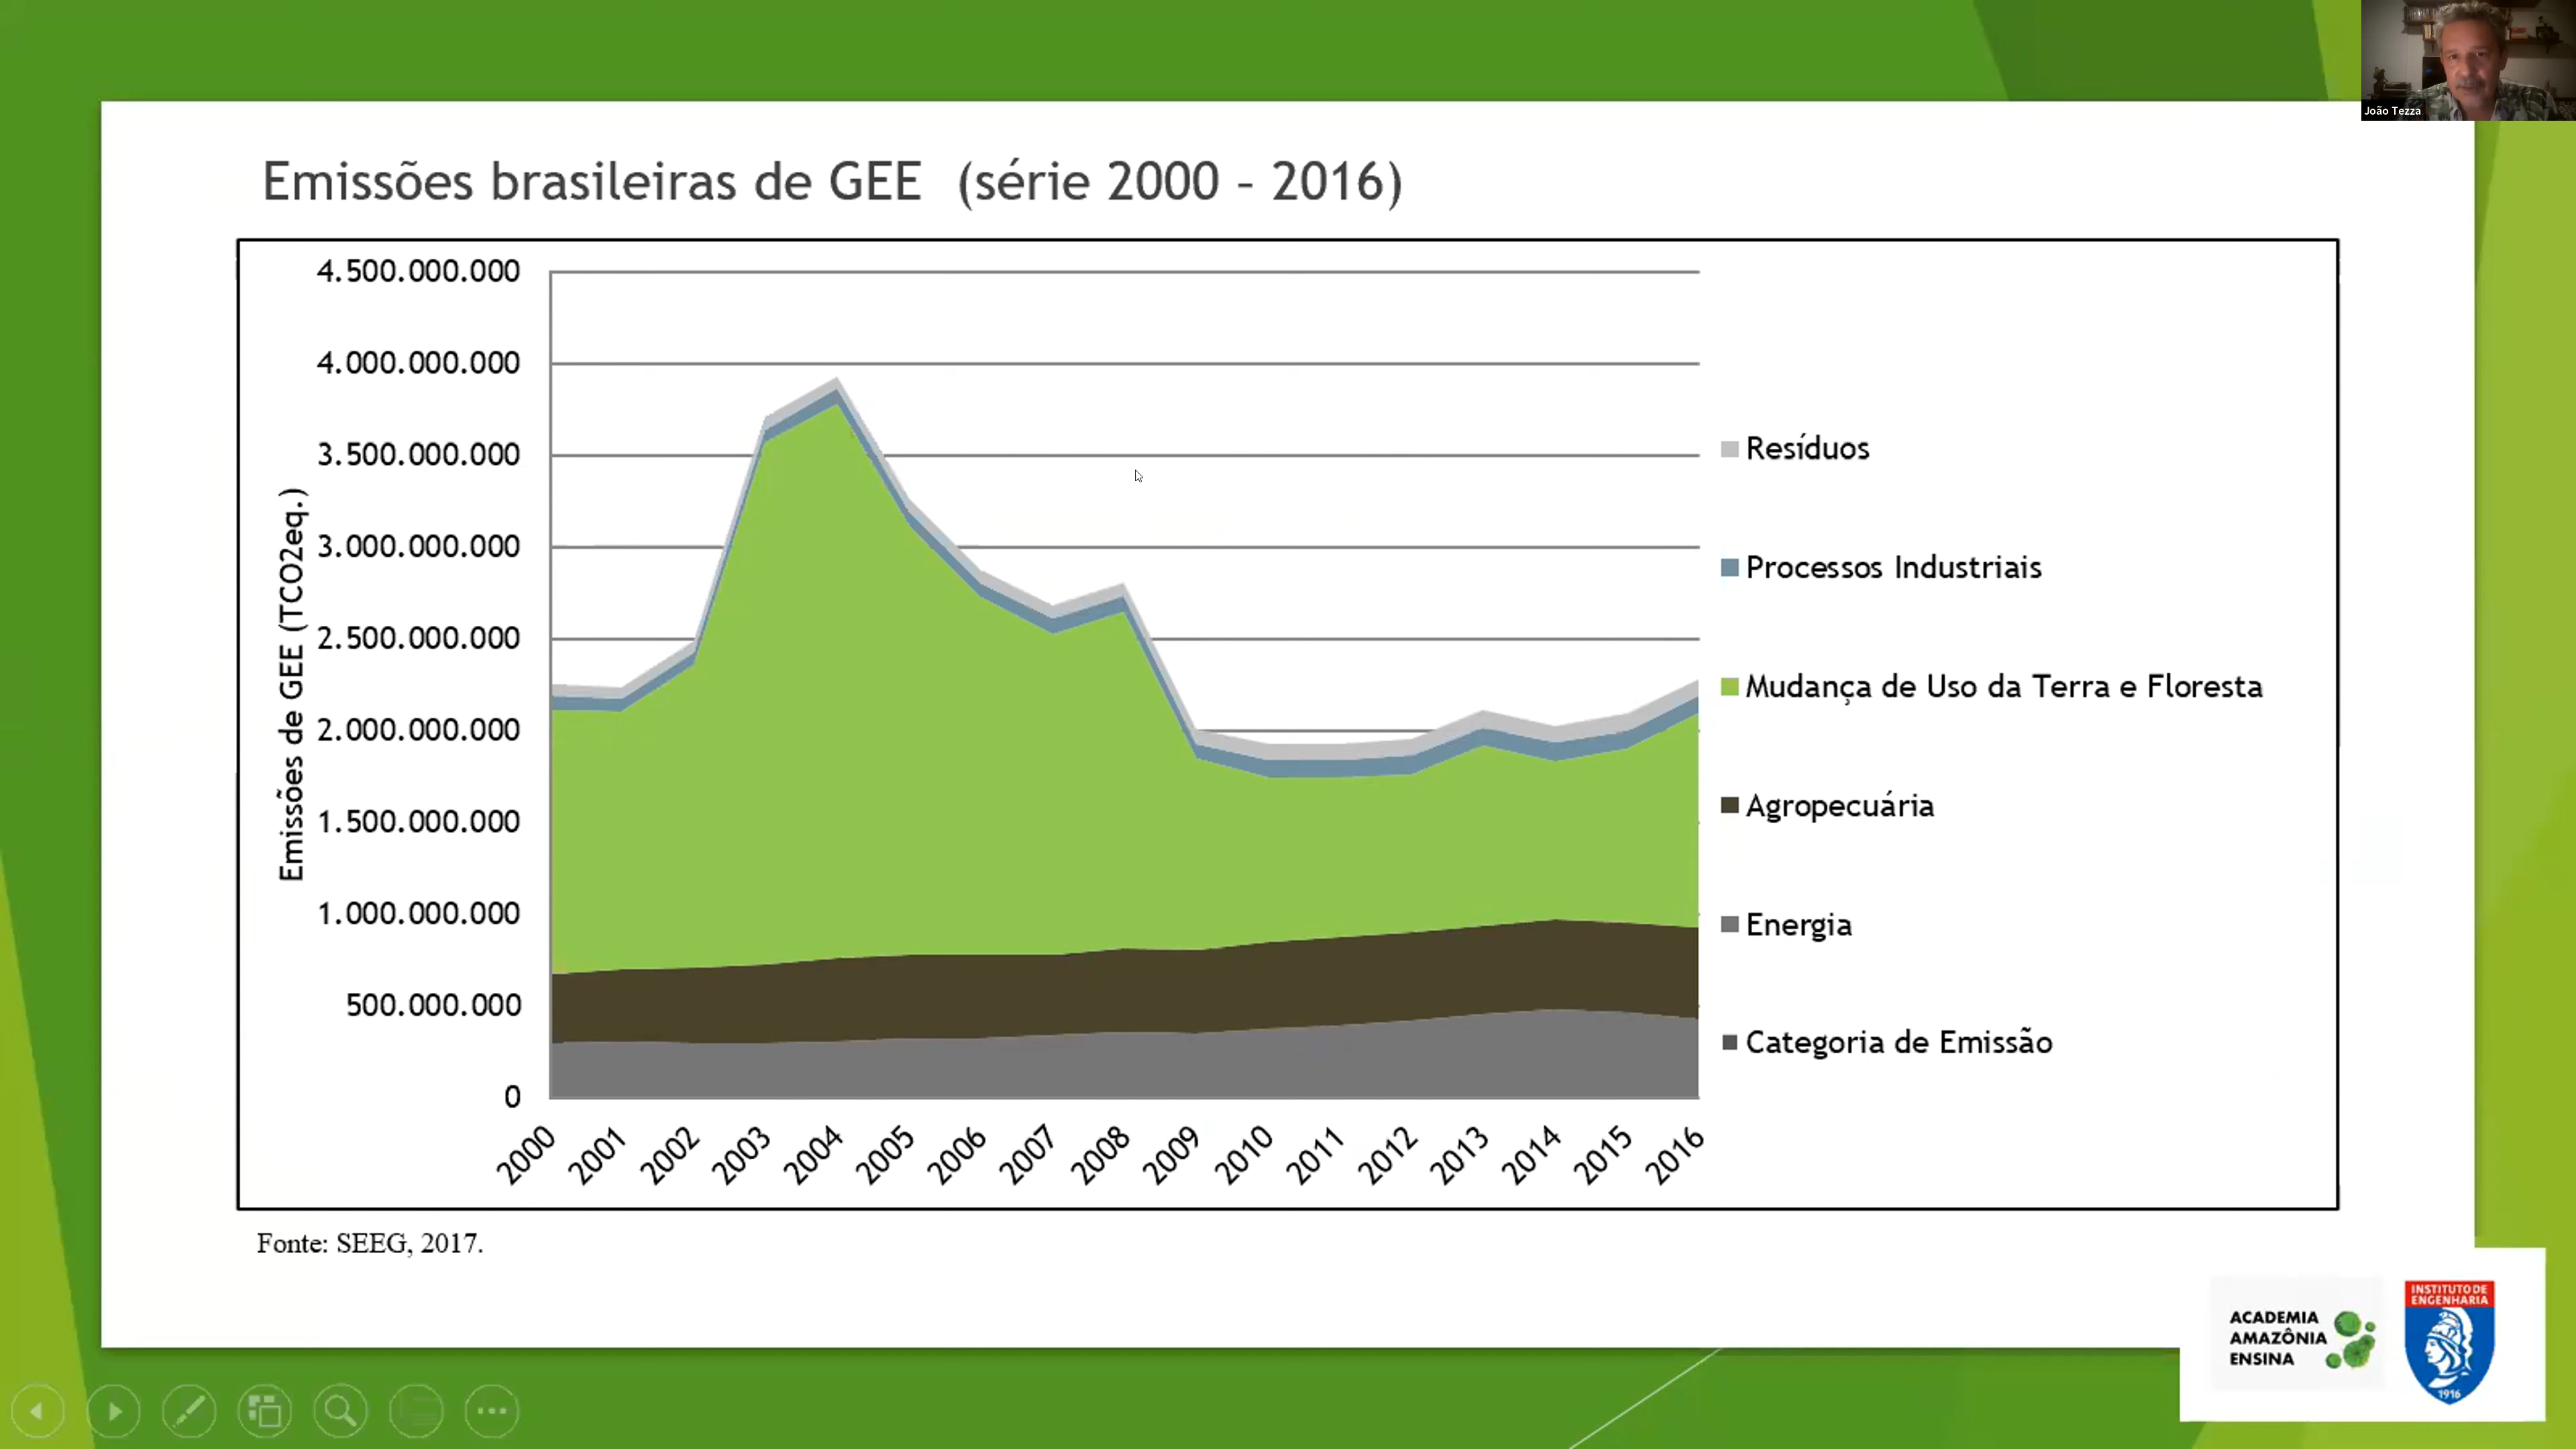 João Tezza
Emissões brasileiras de GEE (série 2000 - 2016)
Emissões de GEE (TCO2eq.)
4.500.000.000
4.000.000.000
3.500.000.000
3.000.000.000
2.500.000.000
2.000.000.000
1.500.000.000
1.000.000.000
500.000.000
0
2000
2001
2002
2003
2004
2005
2006
2007
2008
2009
2010
2011
2012
2013
2014
2015
2016
Resíduos
Processos Industriais
Mudança de Uso da Terra e Floresta
Agropecuária
Energia
Categoria de Emissão
Fonte: SEEG, 2017.
ACADEMIA
AMAZÔNIA
ENSINA
INSTITUTO DE
ENGENHARIA
1916